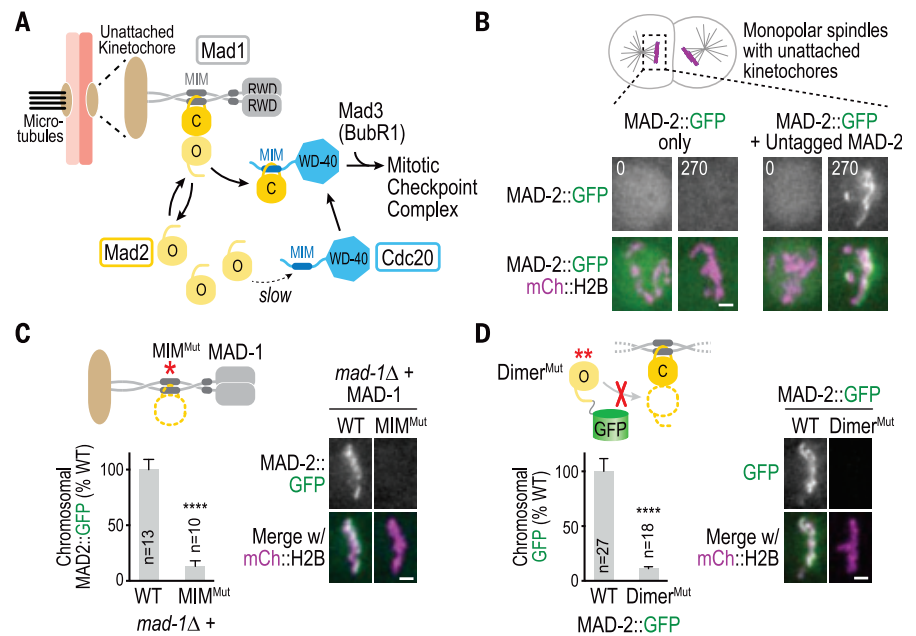 A
Unattached
Kinetochore
Mad1
MIM
RWD
RWD
Micro-
tubules
C
O
Mad3
(BubR1)
MIM
WD-40
C
Mitotic
Checkpoint
Complex
Mad2
O
O
O
slow
MIM
WD-40
Cdc20
B
Monopolar spindles
with unattached
kinetochores
MAD-2::GFP
only
MAD-2::GFP
+ Untagged MAD-2
0
270
0
270
MAD-2::GFP
MAD-2::GFP
mCh::H2B
C
MIMMut
MAD-1
*
mad-1Δ +
MAD-1
WT
MIMMut
MAD-2::
GFP
Merge w/
mCh::H2B
Chromosomal
MAD2::GFP (% WT)
100
50
0
n=13
****
n=10
WT
MIMMut
mad-1Δ +
D
**
DimerMut
O
X
GFP
C
MAD-2::GFP
WT
DimerMut
GFP
Merge w/
mCh::H2B
Chromosomal
GFP (% WT)
100
50
0
n=27
****
n=18
WT
DimerMut
MAD-2::GFP